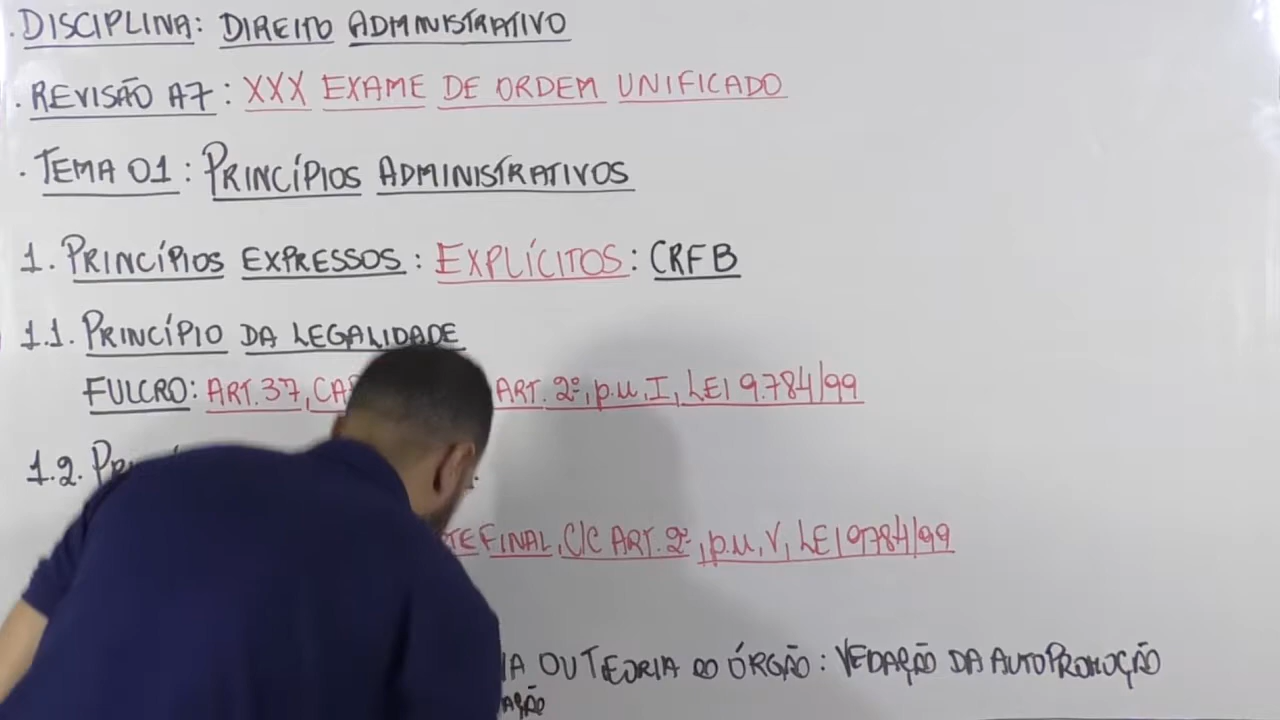 . DISCIPLINA: DIREITO ADMINISTRATIVO
. REVISÃO A7: XXX EXAME DE ORDEM UNIFICADO
. TEMA 01: PRINCÍPIOS ADMINISTRATIVOS
1. PRINCÍPIOS EXPRESSOS: EXPLÍCITOS: CRFB
1.1. PRINCÍPIO DA LEGALIDADE
FULCRO: ART. 37, ART. 2º, p.u, I, LEI 9.784/99
1.2.
FINAL, C/C ART. 2º, p.u, V, LEI 9784/99
OU TEORIA DO ÓRGÃO: VEDAÇÃO DA AUTOPROMOÇÃO